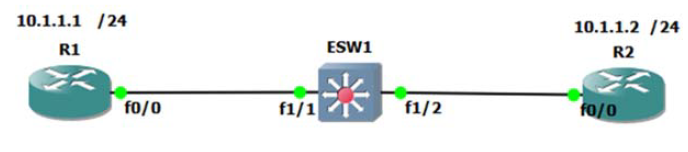 10.1.1.1 /24
R1
f0/0
ESW1
f1/1
f1/2
10.1.1.2 /24
R2
f0/0